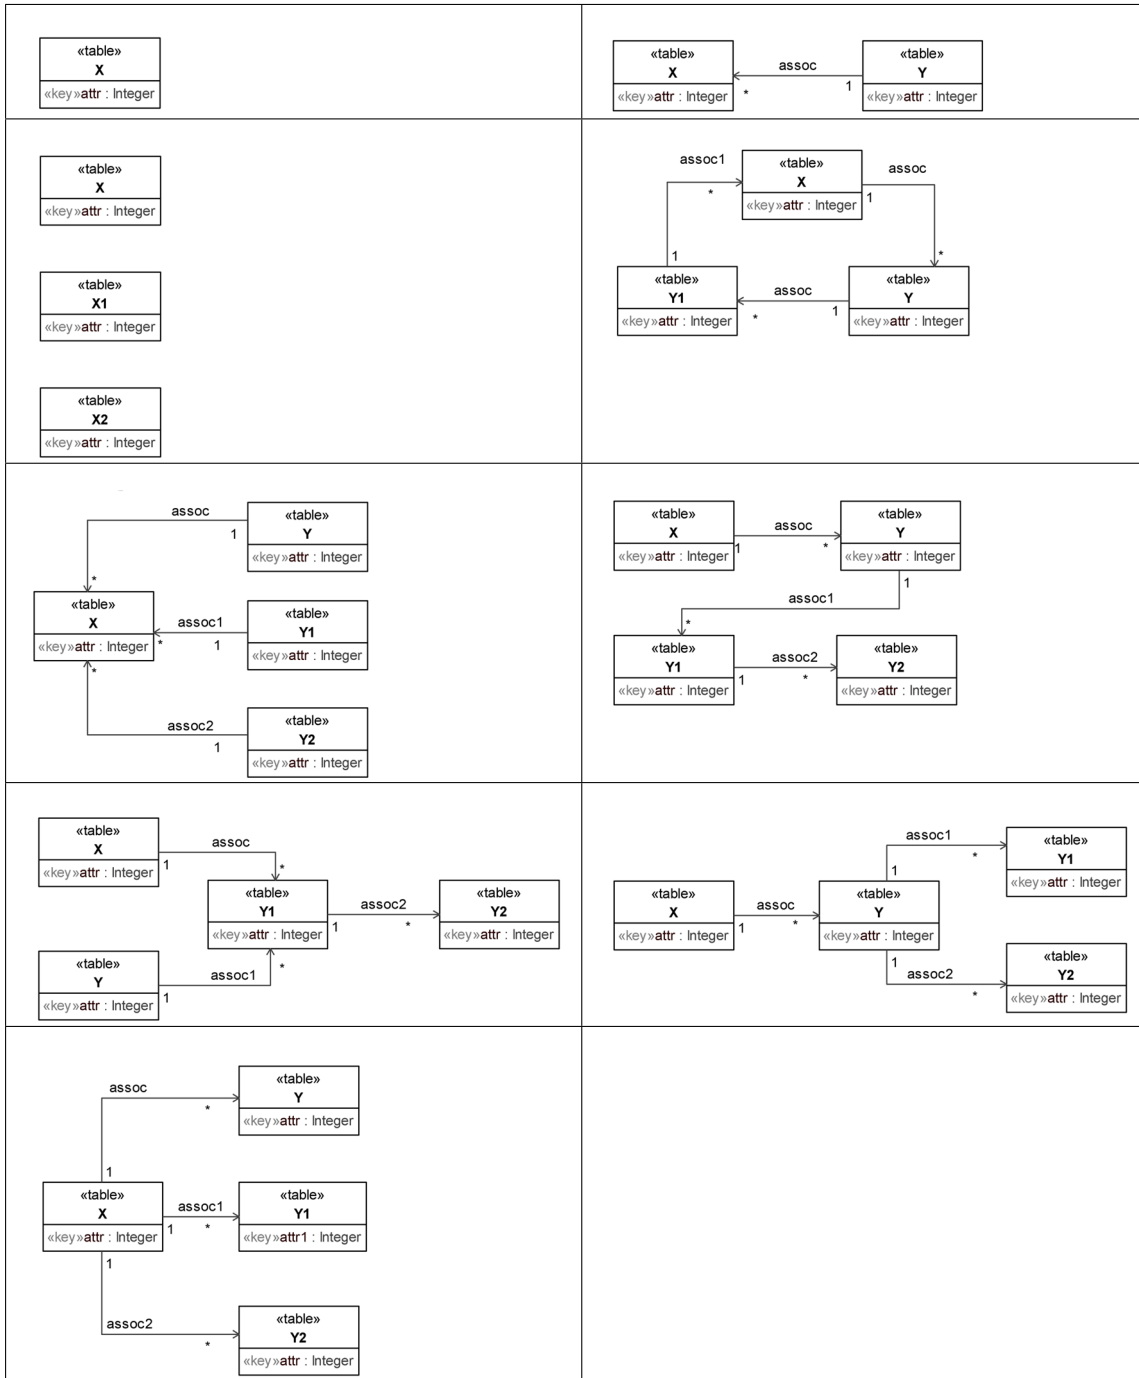 «table»
X
«key»attr : Integer
«table»
X
«key»attr : Integer
assoc
*
1
«table»
Y
«key»attr : Integer
«table»
X
«key»attr : Integer
«table»
X1
«key»attr : Integer
«table»
X2
«key»attr : Integer
assoc1
*
1
«table»
X
«key»attr : Integer
assoc
1
*
«table»
Y1
«key»attr : Integer
assoc
*
1
«table»
Y
«key»attr : Integer
assoc
1
*
«table»
Y
«key»attr : Integer
«table»
X
«key»attr : Integer
assoc1
*
1
«table»
Y1
«key»attr : Integer
*
assoc2
1
«table»
Y2
«key»attr : Integer
«table»
X
«key»attr : Integer
assoc
1
*
«table»
Y
«key»attr : Integer
1
assoc1
*
«table»
Y1
«key»attr : Integer
assoc2
1
*
«table»
Y2
«key»attr : Integer
«table»
X
«key»attr : Integer
assoc
1
*
«table»
Y1
«key»attr : Integer
assoc2
1
*
«table»
Y2
«key»attr : Integer
«table»
Y
«key»attr : Integer
assoc1
1
*
«table»
X
«key»attr : Integer
assoc
1
*
«table»
Y
«key»attr : Integer
assoc1
1
*
«table»
Y1
«key»attr : Integer
1
assoc2
*
«table»
Y2
«key»attr : Integer
assoc
*
1
«table»
Y
«key»attr : Integer
«table»
X
«key»attr : Integer
assoc1
1
*
«table»
Y1
«key»attr1 : Integer
1
assoc2
*
«table»
Y2
«key»attr : Integer